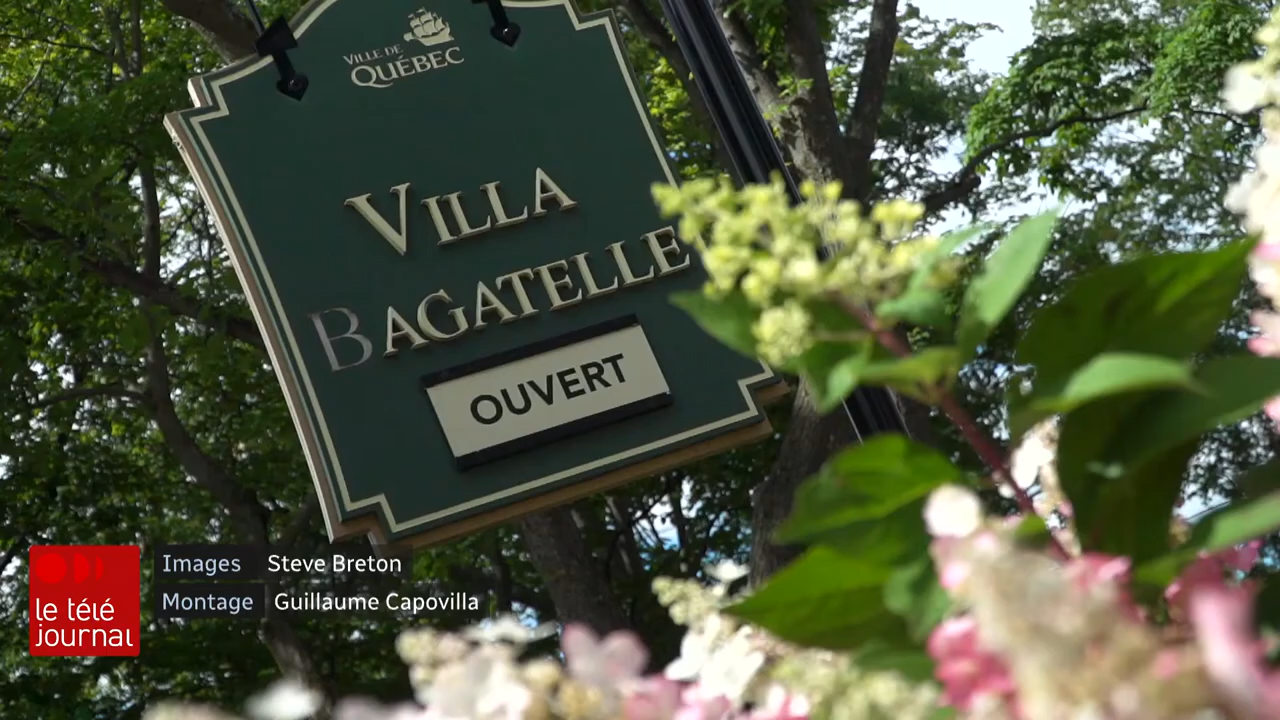 VILLE DE
QUÉBEC
VILLA
BAGATELLE
OUVERT
Images Steve Breton
Montage Guillaume Capovilla
le télé
journal